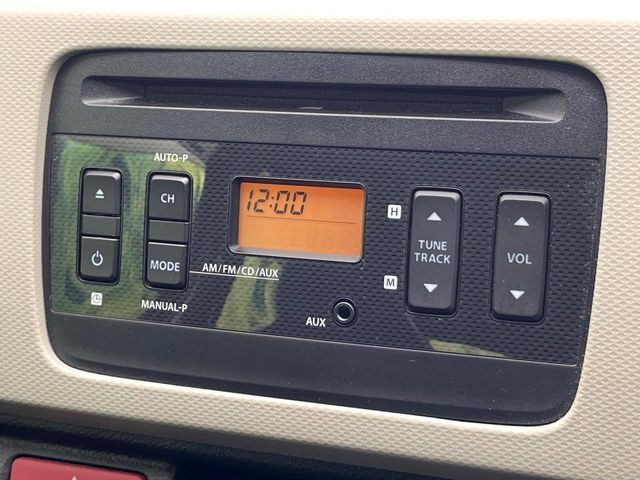 AUTO-P
CH
12:00
H
TUNE
TRACK
VOL
MODE
AM/FM/CD/AUX
M
MANUAL-P
AUX